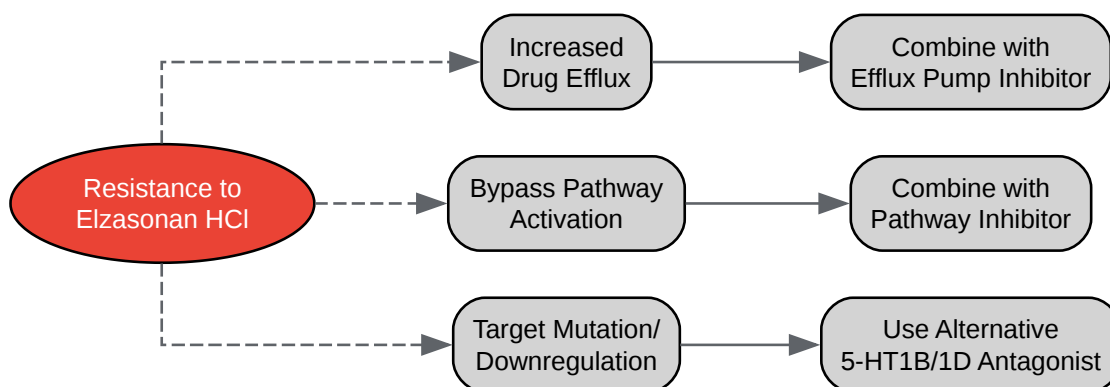 Increased
Drug Efflux
Combine with
Efflux Pump Inhibitor
Resistance to
Elzasonan HCl
Bypass Pathway
Activation
Combine with
Pathway Inhibitor
Target Mutation/
Downregulation
Use Alternative
5-HT1B/1D Antagonist